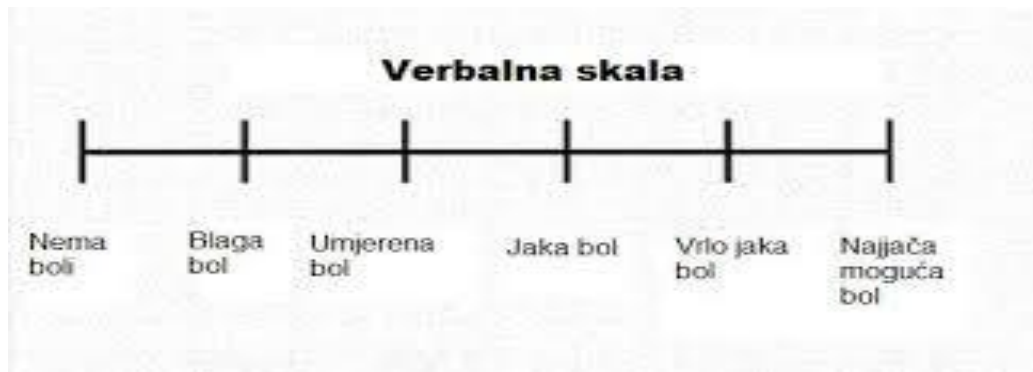 Verbalna skala
Nema
boli
Blaga
bol
Umjerena
bol
Jaka bol
Vrlo jaka
bol
Najjača
moguća
bol